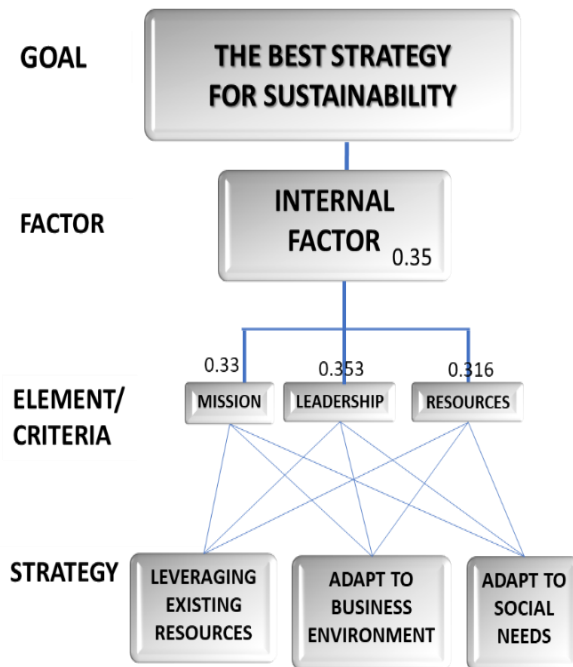 GOAL
THE BEST STRATEGY
FOR SUSTAINABILITY
FACTOR
INTERNAL
FACTOR
0.35
0.33
0.353
0.316
ELEMENT/
CRITERIA
MISSION
LEADERSHIP
RESOURCES
STRATEGY
LEVERAGING
EXISTING
RESOURCES
ADAPT TO
BUSINESS
ENVIRONMENT
ADAPT TO
SOCIAL
NEEDS